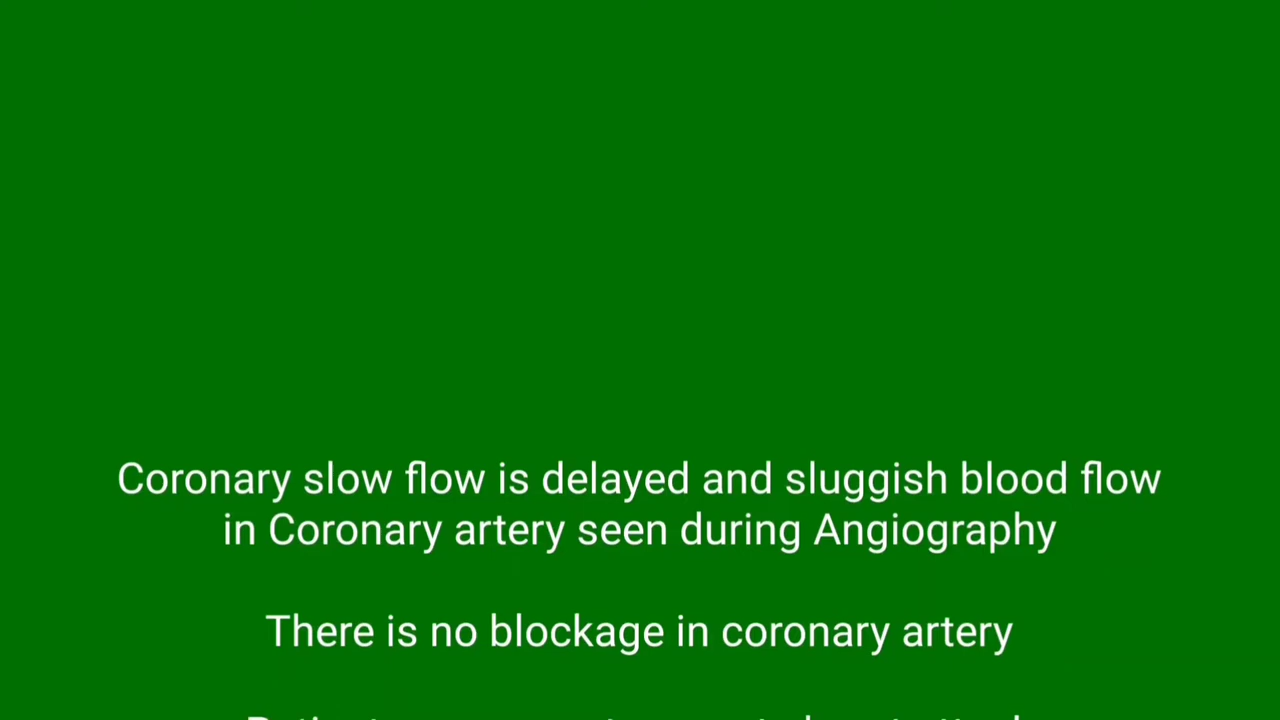 Coronary slow flow is delayed and sluggish blood flow
in Coronary artery seen during Angiography
There is no blockage in coronary artery